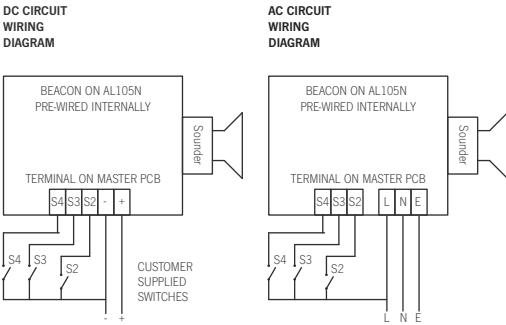 DC CIRCUIT
WIRING
DIAGRAM
BEACON ON AL105N
PRE-WIRED INTERNALLY
Sounder
TERMINAL ON MASTER PCB
S4 S3 S2 - +
S4 S3 S2
CUSTOMER
SUPPLIED
SWITCHES
- +
AC CIRCUIT
WIRING
DIAGRAM
BEACON ON AL105N
PRE-WIRED INTERNALLY
Sounder
TERMINAL ON MASTER PCB
S4 S3 S2 L N E
S4 S3 S2
L N E